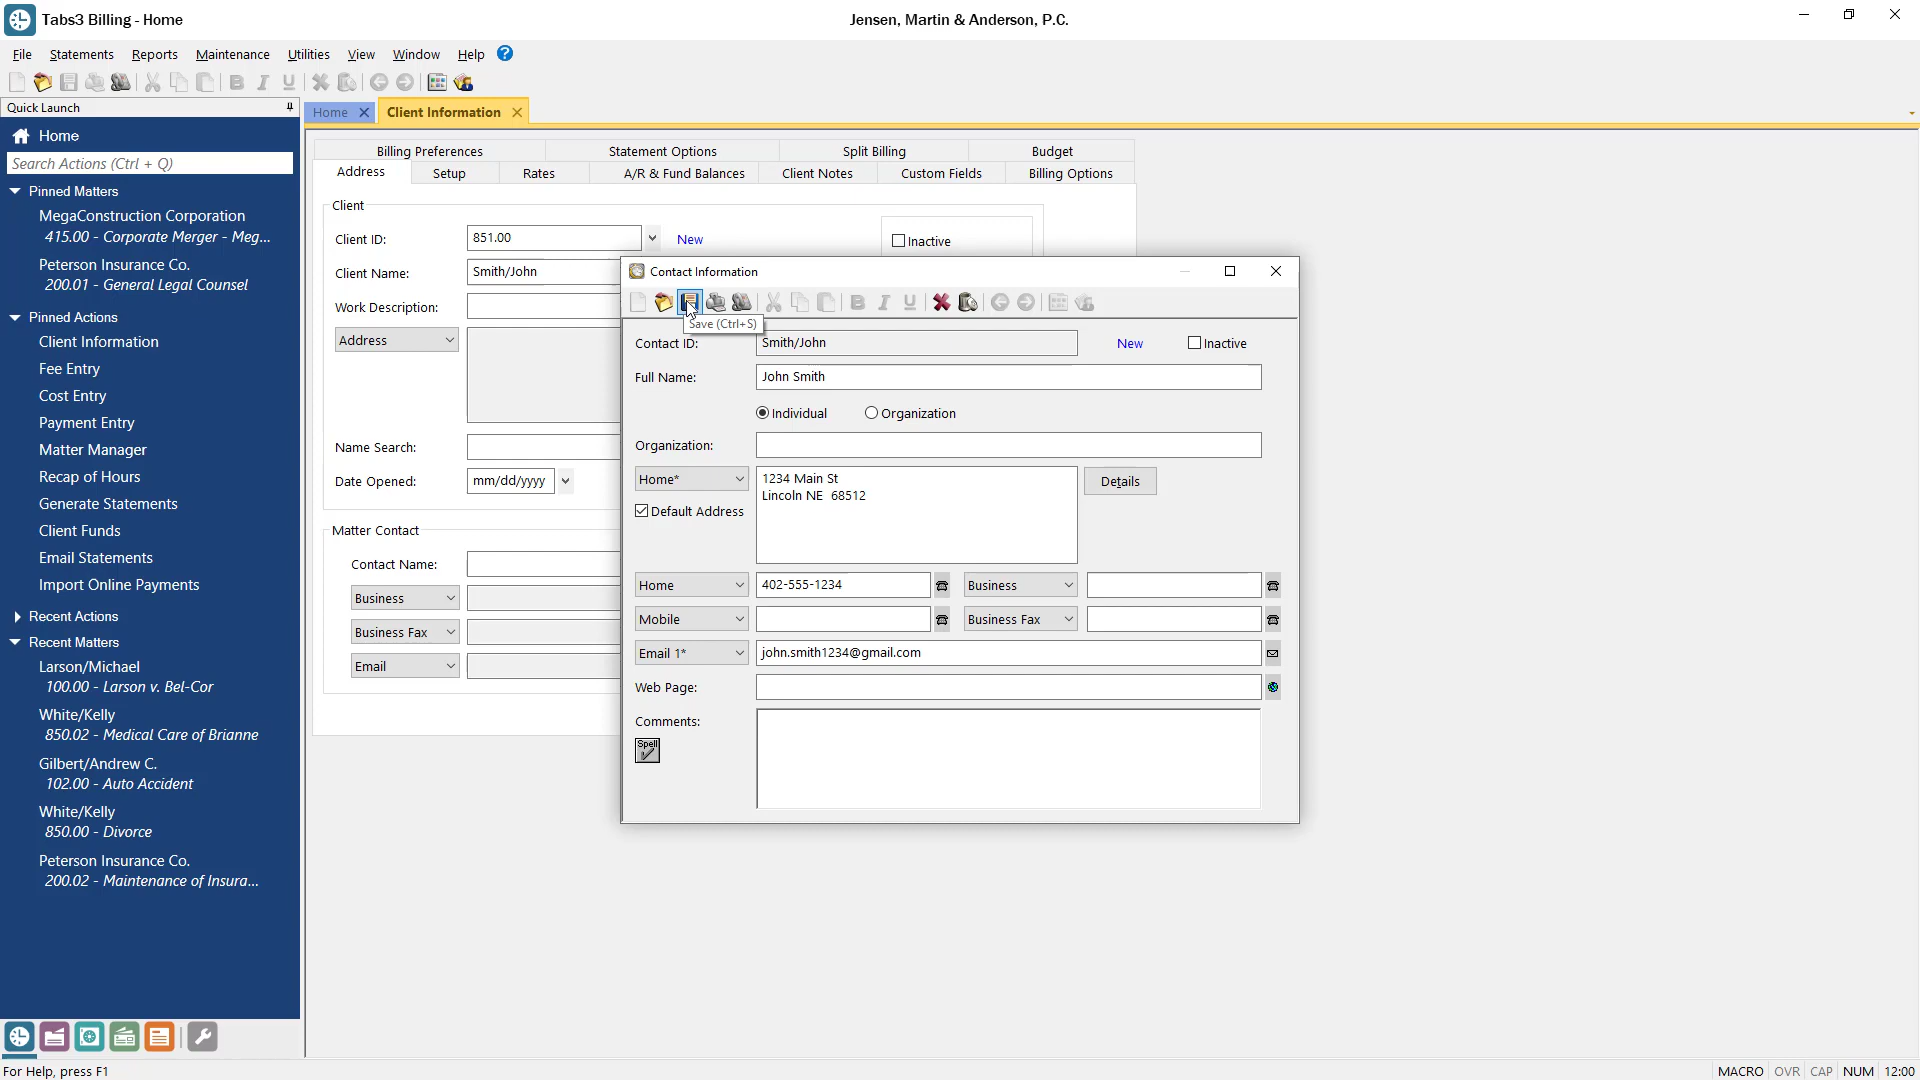 Tabs3 Billing - Home
Jensen, Martin & Anderson, P.C.
File Statements Reports Maintenance Utilities View Window Help ?
B I U
Quick Launch
Home
Search Actions (Ctrl + Q)
Pinned Matters
MegaConstruction Corporation
415.00 - Corporate Merger - Meg...
Peterson Insurance Co.
200.01 - General Legal Counsel
Pinned Actions
Client Information
Fee Entry
Cost Entry
Payment Entry
Matter Manager
Recap of Hours
Generate Statements
Client Funds
Email Statements
Import Online Payments
Recent Actions
Recent Matters
Larson/Michael
100.00 - Larson v. Bel-Cor
White/Kelly
850.02 - Medical Care of Brianne
Gilbert/Andrew C.
102.00 - Auto Accident
White/Kelly
850.00 - Divorce
Peterson Insurance Co.
200.02 - Maintenance of Insura...
Home Client Information
Billing Preferences Statement Options Split Billing Budget
Address Setup Rates A/R & Fund Balances Client Notes Custom Fields Billing Options
Client
Client ID: 851.00 New Inactive
Client Name: Smith/John
Work Description:
Address
Name Search:
Date Opened: mm/dd/yyyy
Matter Contact
Contact Name:
Business
Business Fax
Email
Contact Information
B I U
Save (Ctrl+S)
Contact ID: Smith/John New Inactive
Full Name: John Smith
Individual Organization
Organization:
Home* 1234 Main St Details
Lincoln NE 68512
Default Address
Home 402-555-1234 Business
Mobile Business Fax
Email 1* john.smith1234@gmail.com
Web Page:
Comments:
Spell
For Help, press F1
MACRO OVR CAP NUM 12:00